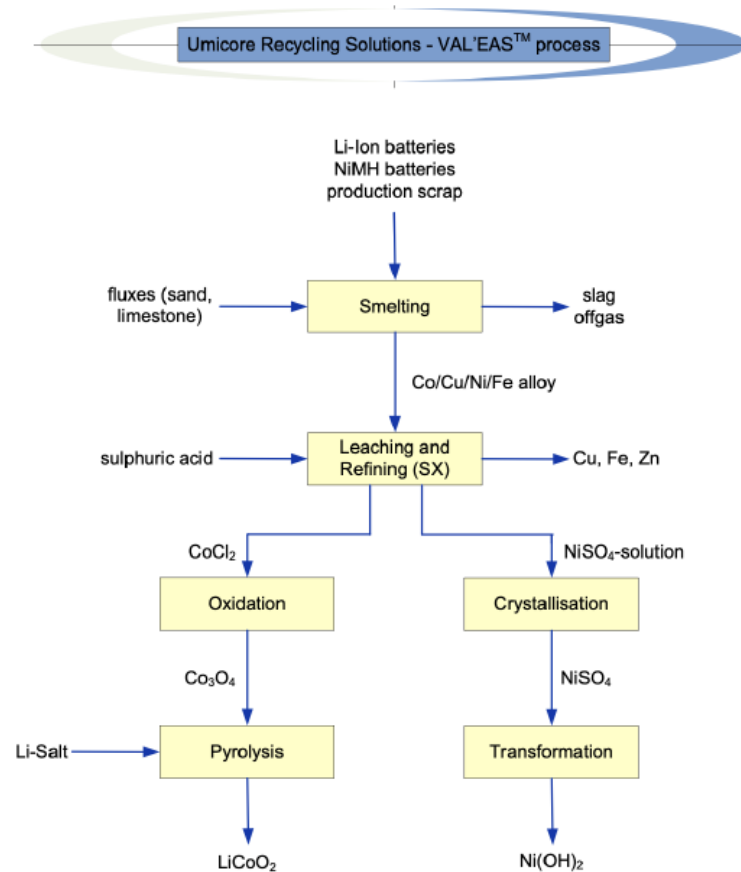 Umicore Recycling Solutions - VAL'EAS™ process
Li-Ion batteries
NiMH batteries
production scrap
fluxes (sand,
limestone)
Smelting
slag
offgas
Co/Cu/Ni/Fe alloy
sulphuric acid
Leaching and
Refining (SX)
Cu, Fe, Zn
CoCl₂
NiSO₄-solution
Oxidation
Crystallisation
Co₃O₄
NiSO₄
Li-Salt
Pyrolysis
Transformation
LiCoO₂
Ni(OH)₂